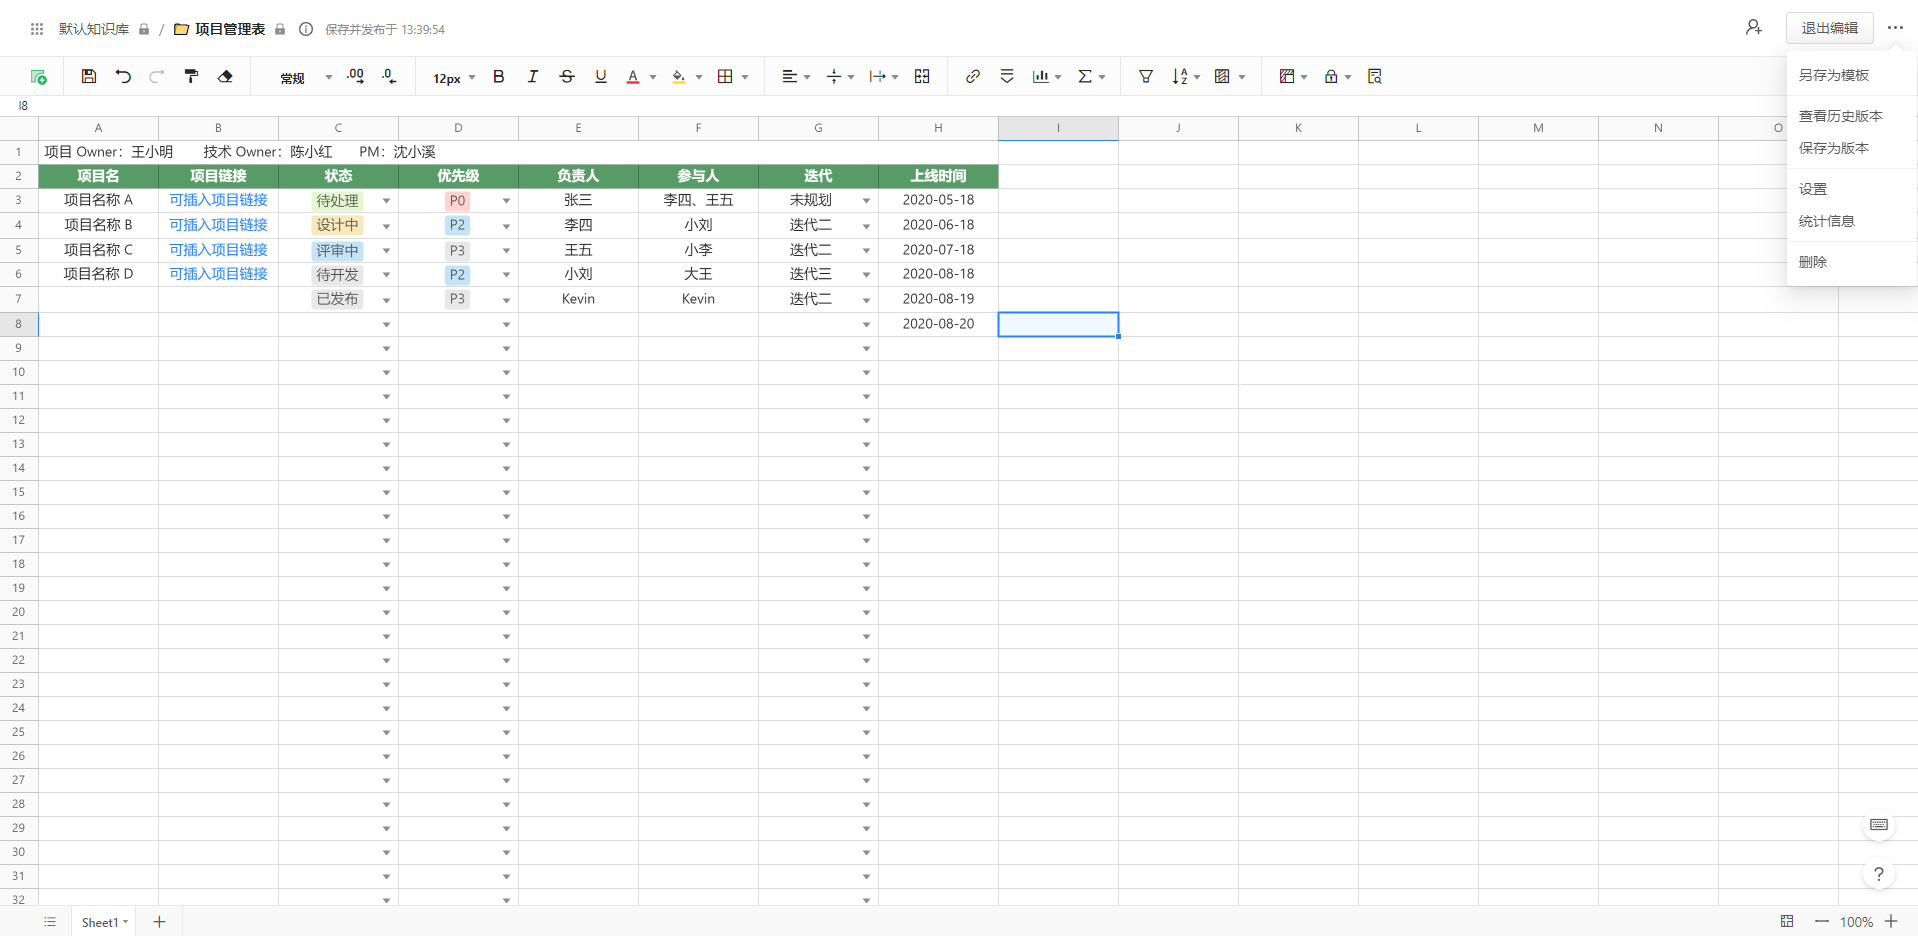 默认知识库 / 项目管理表 保存并发布于 13:39:54
退出编辑
常规 .00 .0 12px B I S U A
I8
另存为模板
查看历史版本
保存为版本
设置
统计信息
删除
A B C D E F G H I J K L M N O
1 项目 Owner：王小明 技术 Owner：陈小红 PM：沈小溪
2 项目名 项目链接 状态 优先级 负责人 参与人 迭代 上线时间
3 项目名称 A 可插入项目链接 待处理 P0 张三 李四、王五 未规划 2020-05-18
4 项目名称 B 可插入项目链接 设计中 P2 李四 小刘 迭代二 2020-06-18
5 项目名称 C 可插入项目链接 评审中 P3 王五 小李 迭代二 2020-07-18
6 项目名称 D 可插入项目链接 待开发 P2 小刘 大王 迭代三 2020-08-18
7 已发布 P3 Kevin Kevin 迭代二 2020-08-19
8 2020-08-20
9
10
11
12
13
14
15
16
17
18
19
20
21
22
23
24
25
26
27
28
29
30
31
32
?
Sheet1 100%